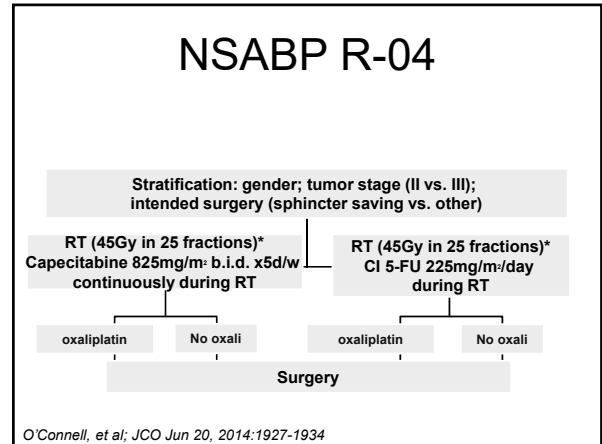 NSABP R-04
Stratification: gender; tumor stage (II vs. III);
intended surgery (sphincter saving vs. other)
RT (45Gy in 25 fractions)*
Capecitabine 825mg/m² b.i.d. x5d/w
continuously during RT
RT (45Gy in 25 fractions)*
CI 5-FU 225mg/m²/day
during RT
oxaliplatin
No oxali
oxaliplatin
No oxali
Surgery
O'Connell, et al; JCO Jun 20, 2014:1927-1934